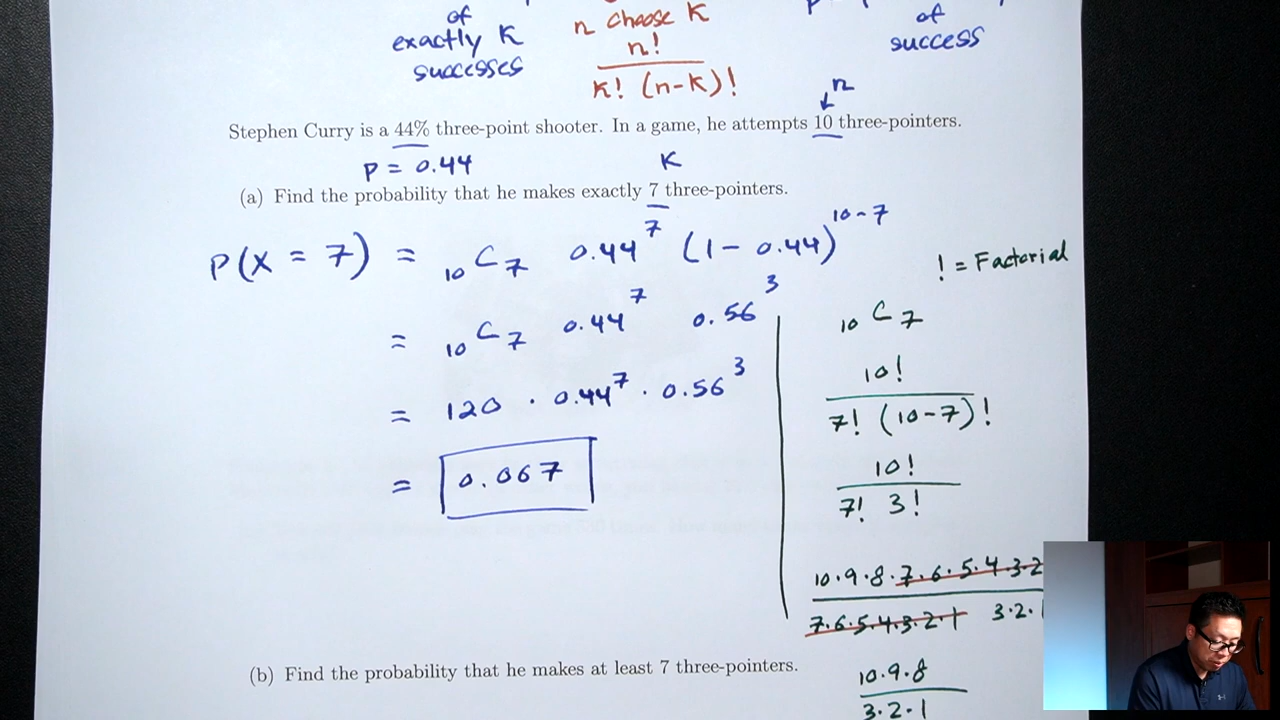 of
exactly K
successes
n choose K
n!
K! (n-K)!
of
success
n
Stephen Curry is a 44% three-point shooter. In a game, he attempts 10 three-pointers.
P = 0.44
K
(a) Find the probability that he makes exactly 7 three-pointers.
P(X = 7) = 10C7 0.44^7 (1 - 0.44)^10-7
= 10C7 0.44^7 0.56^3
= 120 · 0.44^7 · 0.56^3
= 0.067
! = Factorial
10C7
10!
7! (10-7)!
10!
7! 3!
10·9·8·7·6·5·4·3·2
7·6·5·4·3·2·1 3·2·1
10·9·8
3·2·1
(b) Find the probability that he makes at least 7 three-pointers.